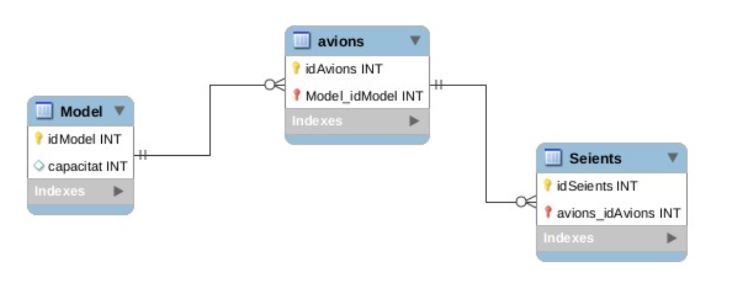 Model
idModel INT
capacitat INT
Indexes
avions
idAvions INT
Model_idModel INT
Indexes
Seients
idSeients INT
avions_idAvions INT
Indexes